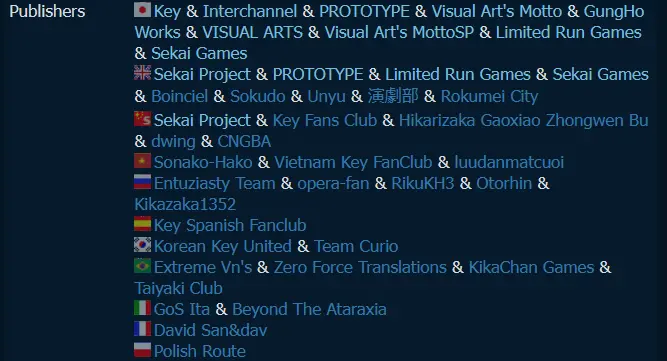 Publishers
Key & Interchannel & PROTOTYPE & Visual Art's Motto & GungHo
Works & VISUAL ARTS & Visual Art's MottoSP & Limited Run Games
& Sekai Games
Sekai Project & PROTOTYPE & Limited Run Games & Sekai Games
& Boinciel & Sokudo & Unyu & 演劇部 & Rokumei City
Sekai Project & Key Fans Club & Hikarizaka Gaoxiao Zhongwen Bu
& dwing & CNGBA
Sonako-Hako & Vietnam Key FanClub & luudanmatcuoi
Entuziasty Team & opera-fan & RikuKH3 & Otorhin &
Kikazaka1352
Key Spanish Fanclub
Korean Key United & Team Curio
Extreme Vn's & Zero Force Translations & KikaChan Games &
Taiyaki Club
GoS Ita & Beyond The Ataraxia
David San&dav
Polish Route